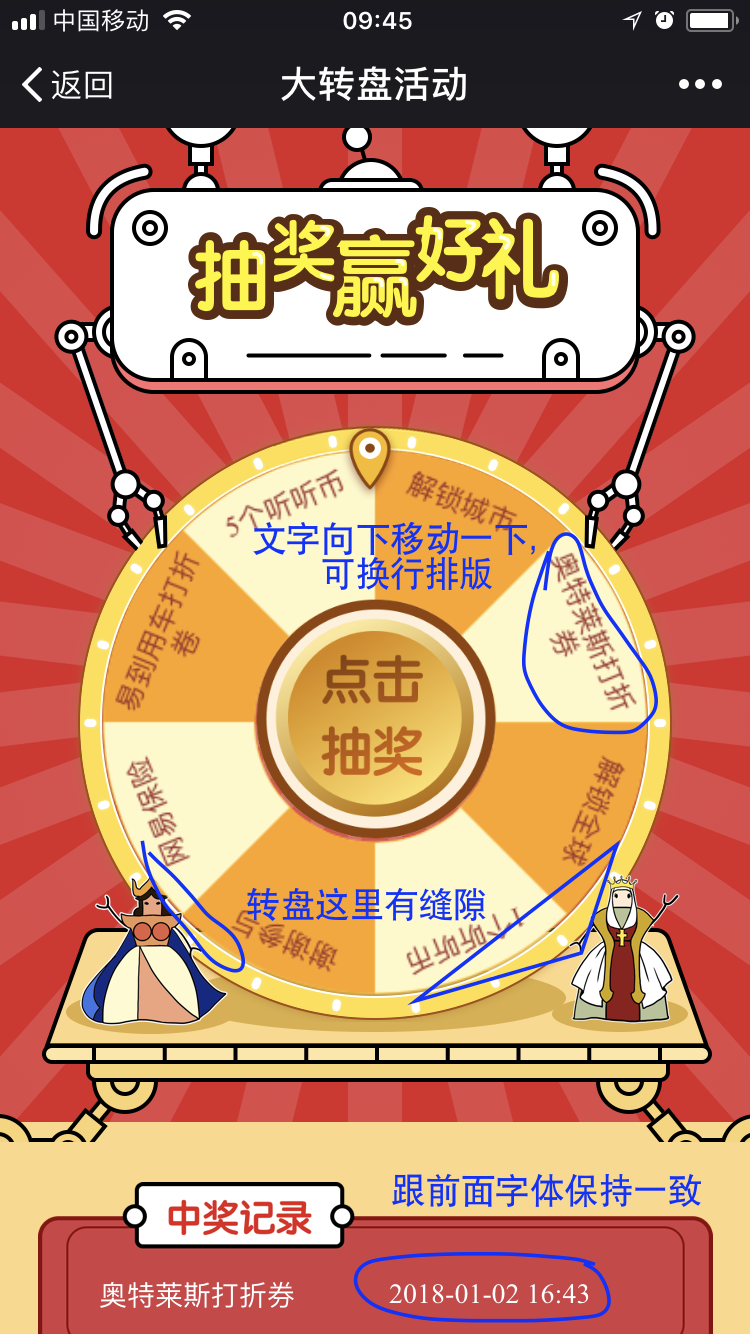 中国移动
09:45
返回
大转盘活动
抽奖赢好礼
5个听听币
解锁城市
文字向下移动一下,
可换行排版
易到用车打折
卷
奥特莱斯打折
券
点击
抽奖
网易保险
解锁全球
转盘这里有缝隙
谢谢参与
1个听听币
跟前面字体保持一致
中奖记录
奥特莱斯打折券
2018-01-02 16:43